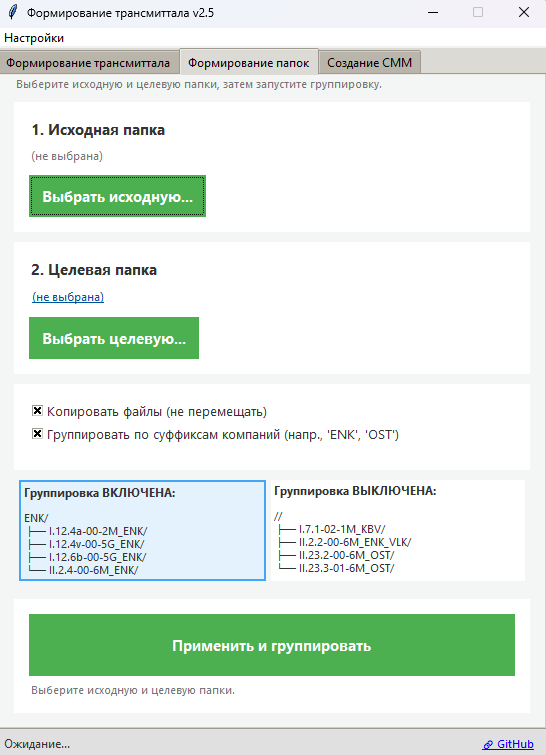 Формирование трансмиттала v2.5
Настройки
Формирование трансмиттала Формирование папок Создание СММ
Выберите исходную и целевую папки, затем запустите группировку.
1. Исходная папка
(не выбрана)
Выбрать исходную...
2. Целевая папка
(не выбрана)
Выбрать целевую...
Копировать файлы (не перемещать)
Группировать по суффиксам компаний (напр., 'ENK', 'OST')
Группировка ВКЛЮЧЕНА:
ENK/
├── I.12.4a-00-2M_ENK/
├── I.12.4v-00-5G_ENK/
├── I.12.6b-00-5G_ENK/
└── II.2.4-00-6M_ENK/
Группировка ВЫКЛЮЧЕНА:
//
├── I.7.1-02-1M_KBV/
├── II.2.2-00-6M_ENK_VLK/
├── II.23.2-00-6M_OST/
└── II.23.3-01-6M_OST/
Применить и группировать
Выберите исходную и целевую папки.
Ожидание...
GitHub